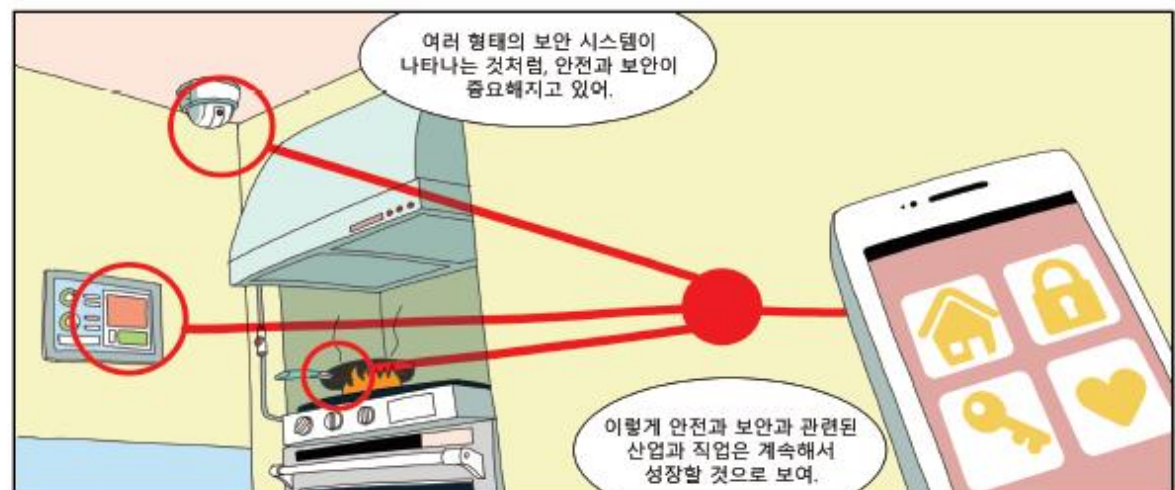 여러 형태의 보안 시스템이
나타나는 것처럼, 안전과 보안이
중요해지고 있어.
이렇게 안전과 보안과 관련된
산업과 직업은 계속해서
성장할 것으로 보여.